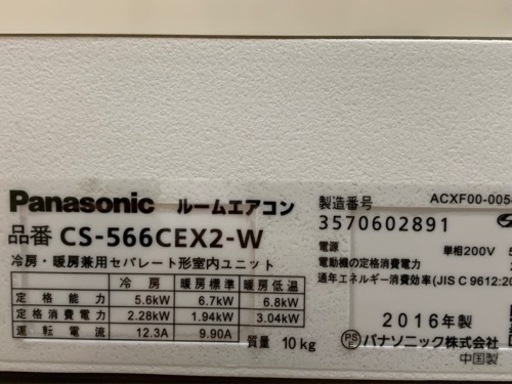 Panasonic ルームエアコン
品番 CS-566CEX2-W
冷房・暖房兼用セパレート形室内ユニット
冷房 暖房標準 暖房低温
定格能力 5.6kW 6.7kW 6.8kW
定格消費電力 2.28kW 1.94kW 3.04kW
運転電流 12.3A 9.90A
質量 10kg
ACXF00-005
製造番号
3570602891
電源 単相200V
電動機の定格消費電力
通年エネルギー消費効率(JIS C 9612:20
2016年製
PSE パナソニック株式会社
中国製